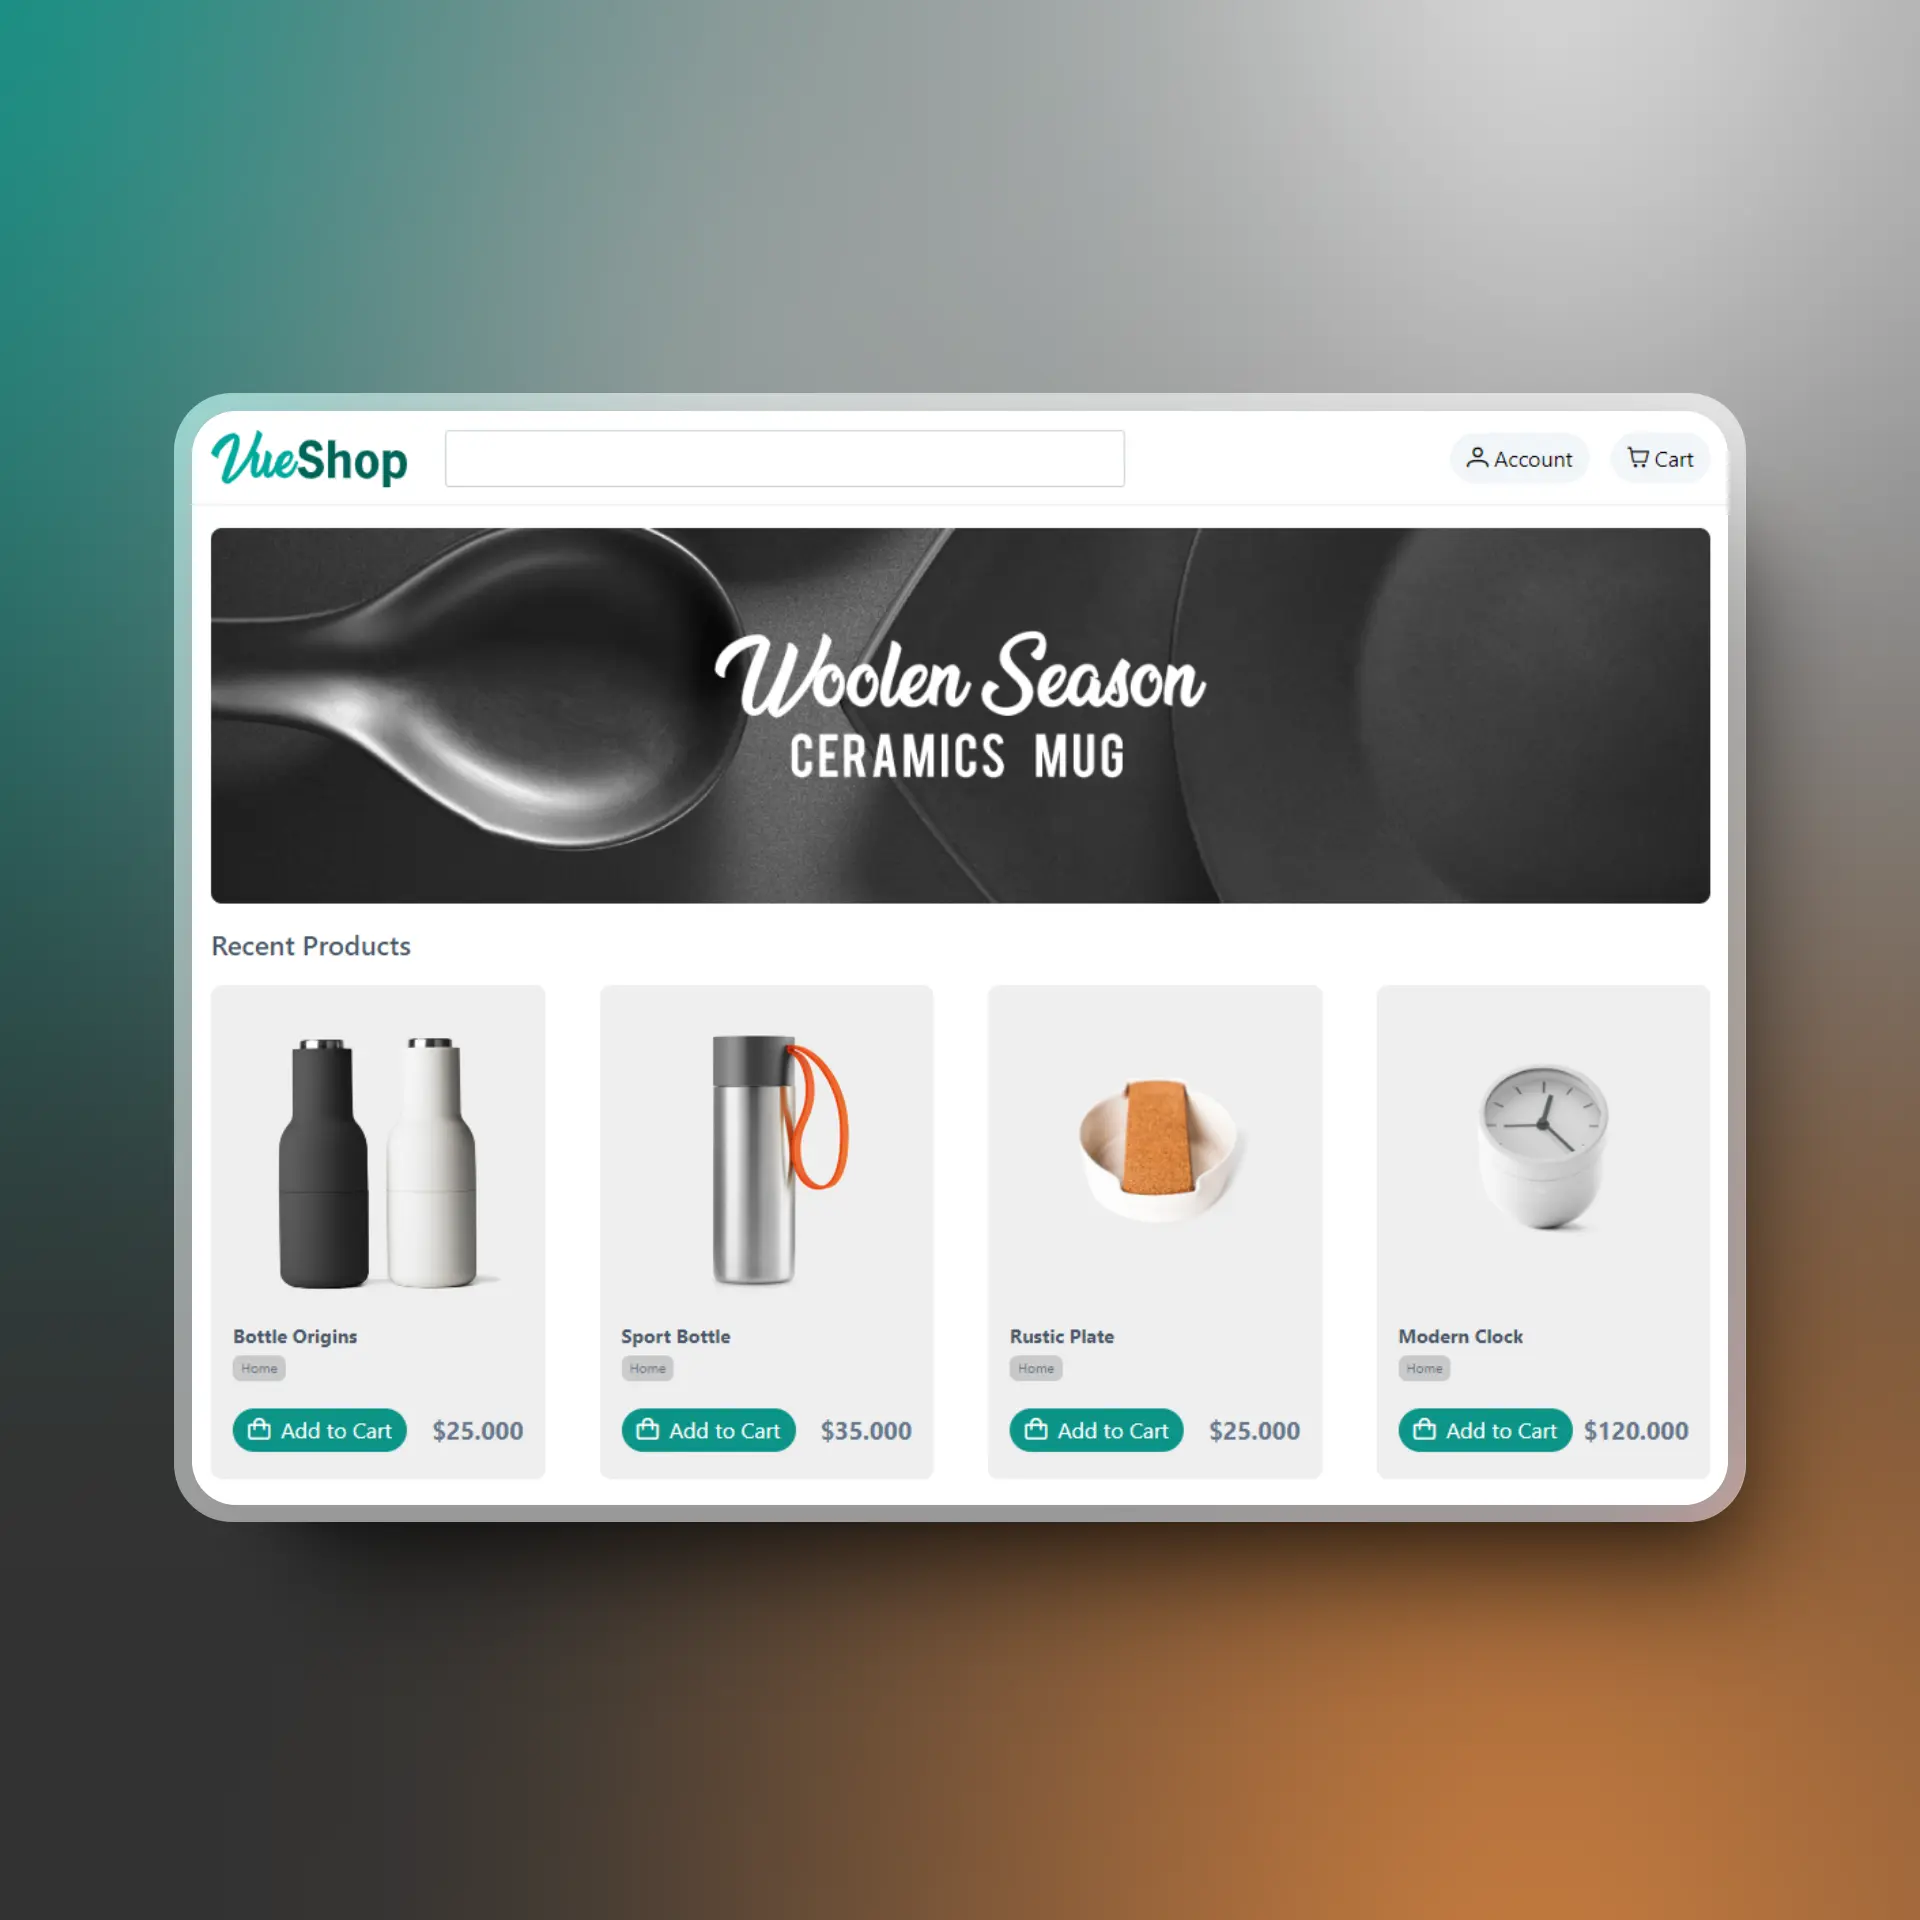 VueShop
Account
Cart
Woolen Season
CERAMICS MUG
Recent Products
Bottle Origins
Home
Add to Cart $25.000
Sport Bottle
Home
Add to Cart $35.000
Rustic Plate
Home
Add to Cart $25.000
Modern Clock
Home
Add to Cart $120.000